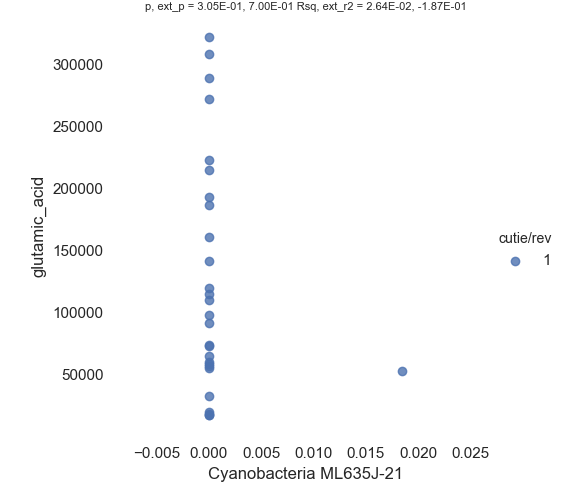 p, ext_p = 3.05E-01, 7.00E-01 Rsq, ext_r2 = 2.64E-02, -1.87E-01
300000
250000
200000
150000
100000
50000
glutamic_acid
cutie/rev
1
−0.005 0.000 0.005 0.010 0.015 0.020 0.025
Cyanobacteria ML635J-21